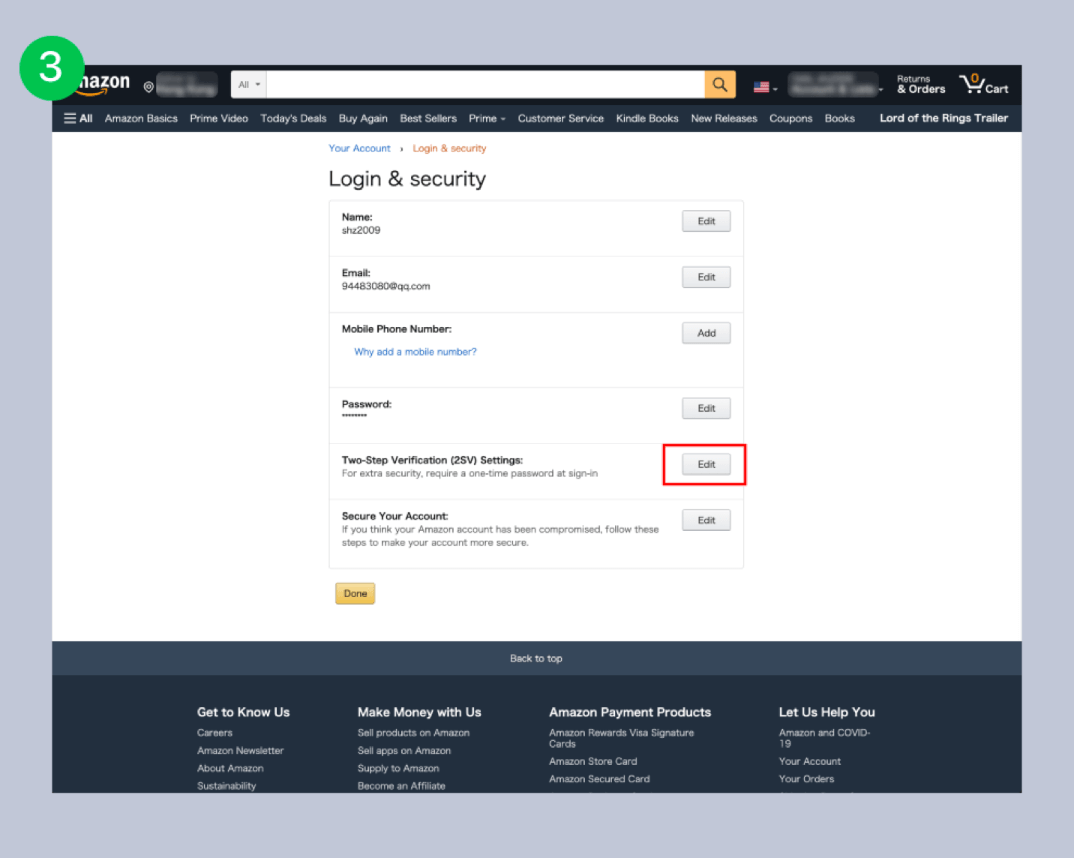 3
amazon
All
Returns
& Orders
0
Cart
All Amazon Basics Prime Video Today's Deals Buy Again Best Sellers Prime Customer Service Kindle Books New Releases Coupons Books Lord of the Rings Trailer
Your Account › Login & security
Login & security
Name:
shz2009
Edit
Email:
94483080@qq.com
Edit
Mobile Phone Number:
Add
Why add a mobile number?
Password:
********
Edit
Two-Step Verification (2SV) Settings:
For extra security, require a one-time password at sign-in
Edit
Secure Your Account:
If you think your Amazon account has been compromised, follow these
steps to make your account more secure.
Edit
Done
Back to top
Get to Know Us
Careers
Amazon Newsletter
About Amazon
Sustainability
Make Money with Us
Sell products on Amazon
Sell apps on Amazon
Supply to Amazon
Become an Affiliate
Amazon Payment Products
Amazon Rewards Visa Signature
Cards
Amazon Store Card
Amazon Secured Card
Let Us Help You
Amazon and COVID-
19
Your Account
Your Orders